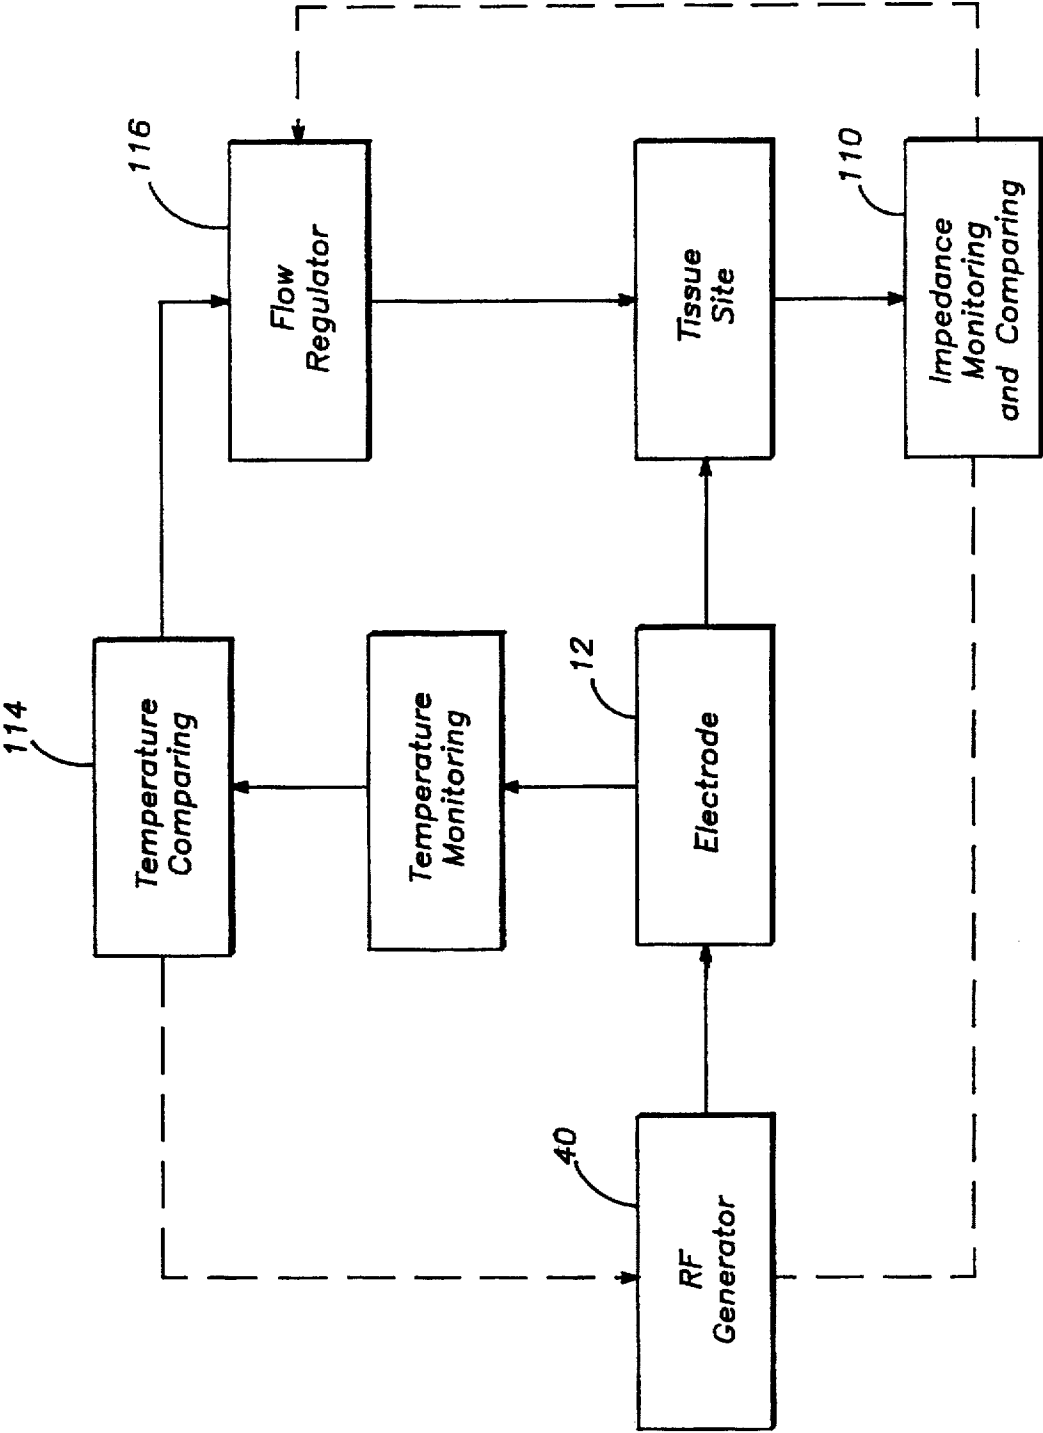 114
Temperature
Comparing
116
Flow
Regulator
Temperature
Monitoring
40
RF
Generator
12
Electrode
Tissue
Site
110
Impedance
Monitoring
and Comparing